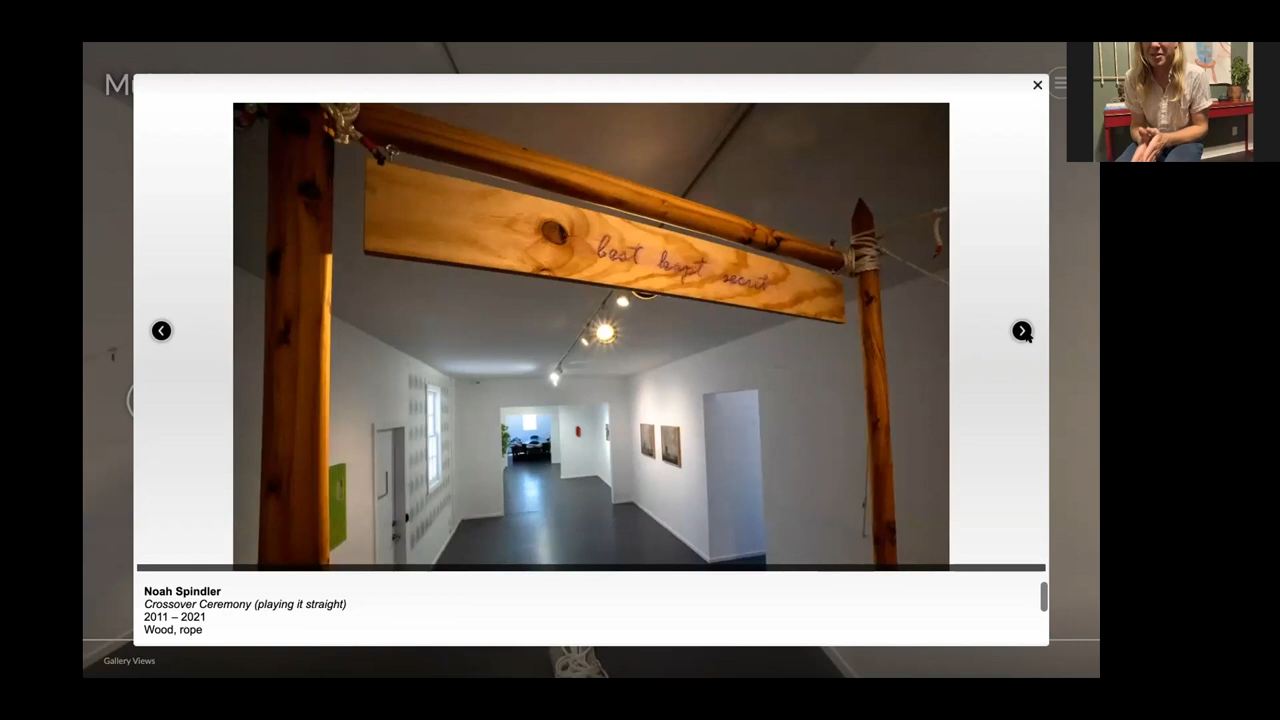 best kept secret
Noah Spindler
Crossover Ceremony (playing it straight)
2011 – 2021
Wood, rope
Gallery Views